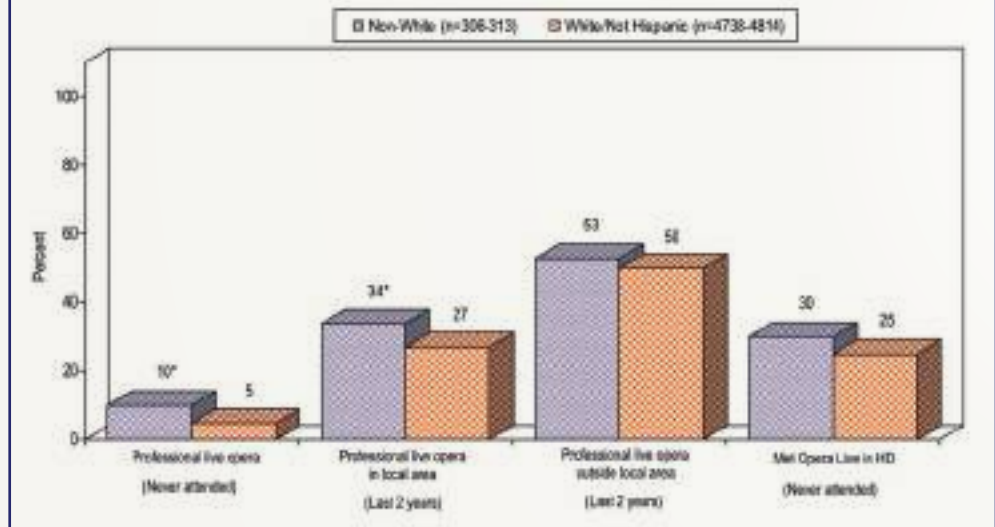 Non-White (n=306-313) White/Not Hispanic (n=4738-4814)
100
80
60
40
20
0
Percent
10*
5
34*
27
53
50
30
25
Professional live opera
(Never attended)
Professional live opera
in local area
(Last 2 years)
Professional live opera
outside local area
(Last 2 years)
Met Opera Live in HD
(Never attended)